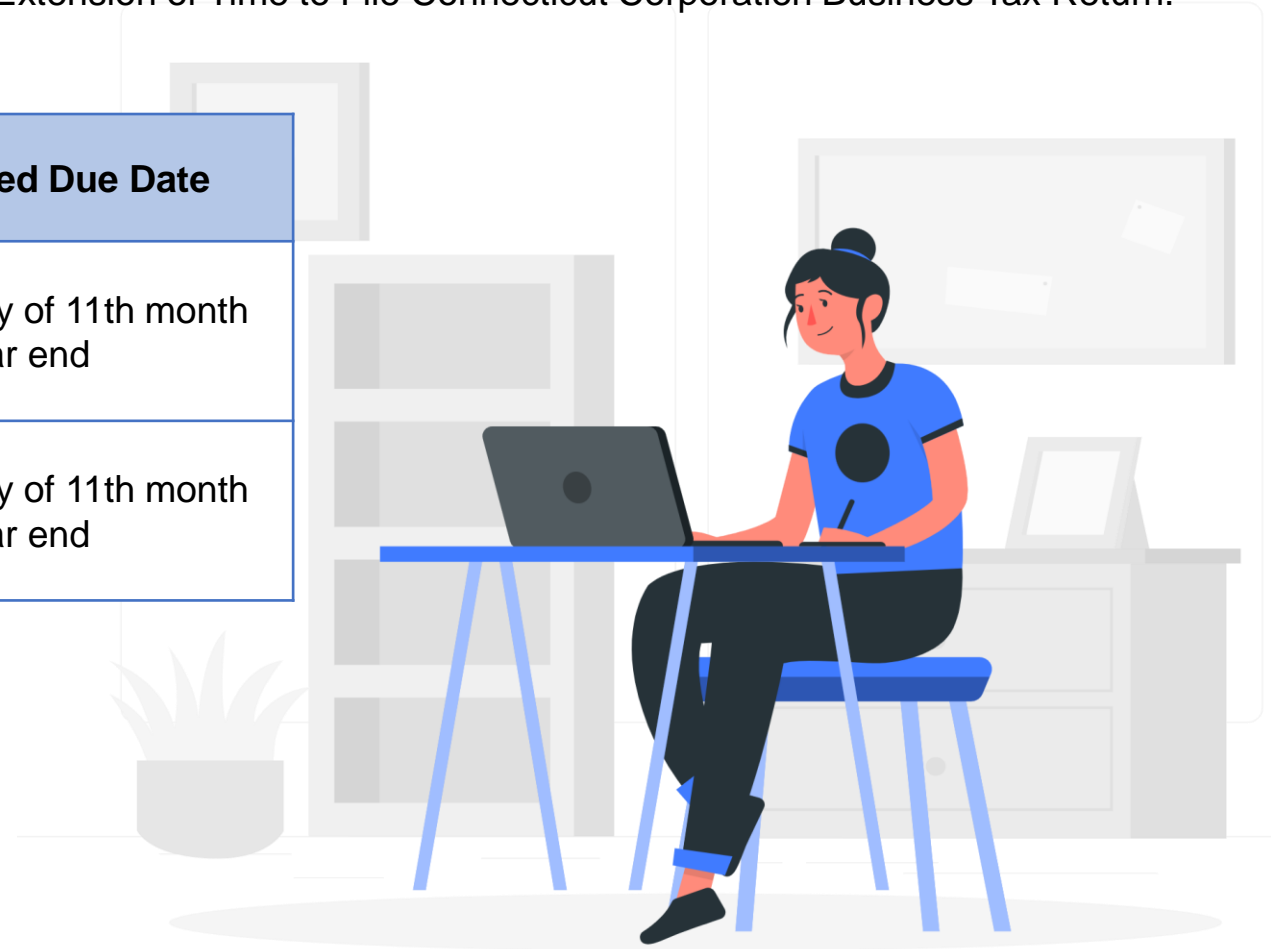 Extension of Time to File Connecticut Corporation Business Tax Return.
ed Due Date
y of 11th month
ar end
y of 11th month
ar end